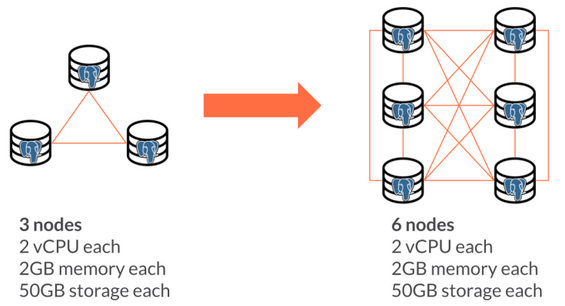 3 nodes
2 vCPU each
2GB memory each
50GB storage each
6 nodes
2 vCPU each
2GB memory each
50GB storage each